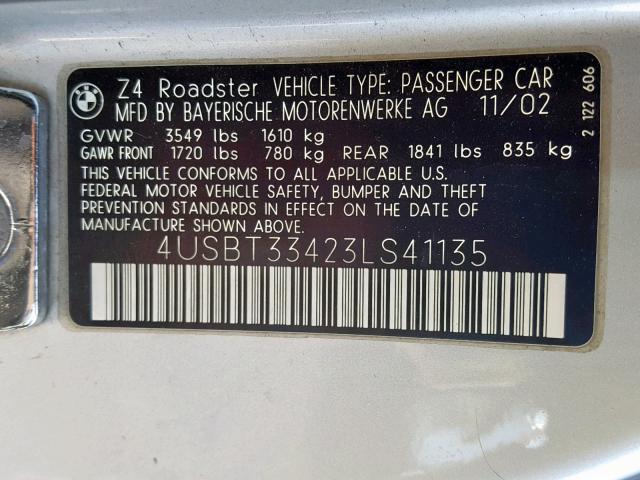 Z4 Roadster VEHICLE TYPE: PASSENGER CAR
MFD BY BAYERISCHE MOTORENWERKE AG 11/02
GVWR 3549 lbs 1610 kg
GAWR FRONT 1720 lbs 780 kg REAR 1841 lbs 835 kg
THIS VEHICLE CONFORMS TO ALL APPLICABLE U.S.
FEDERAL MOTOR VEHICLE SAFETY, BUMPER AND THEFT
PREVENTION STANDARDS IN EFFECT ON THE DATE OF
MANUFACTURE SHOWN ABOVE.
4USBT33423LS41135
2 122 606